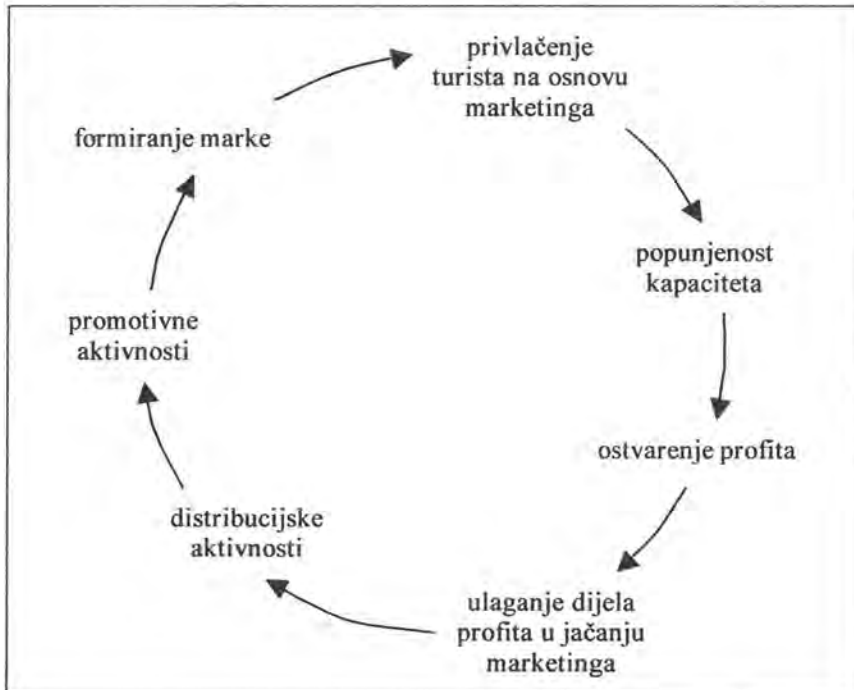 privlačenje
turista na osnovu
marketinga
popunjenost
kapaciteta
ostvarenje profita
ulaganje dijela
profita u jačanju
marketinga
distribucijske
aktivnosti
promotivne
aktivnosti
formiranje marke